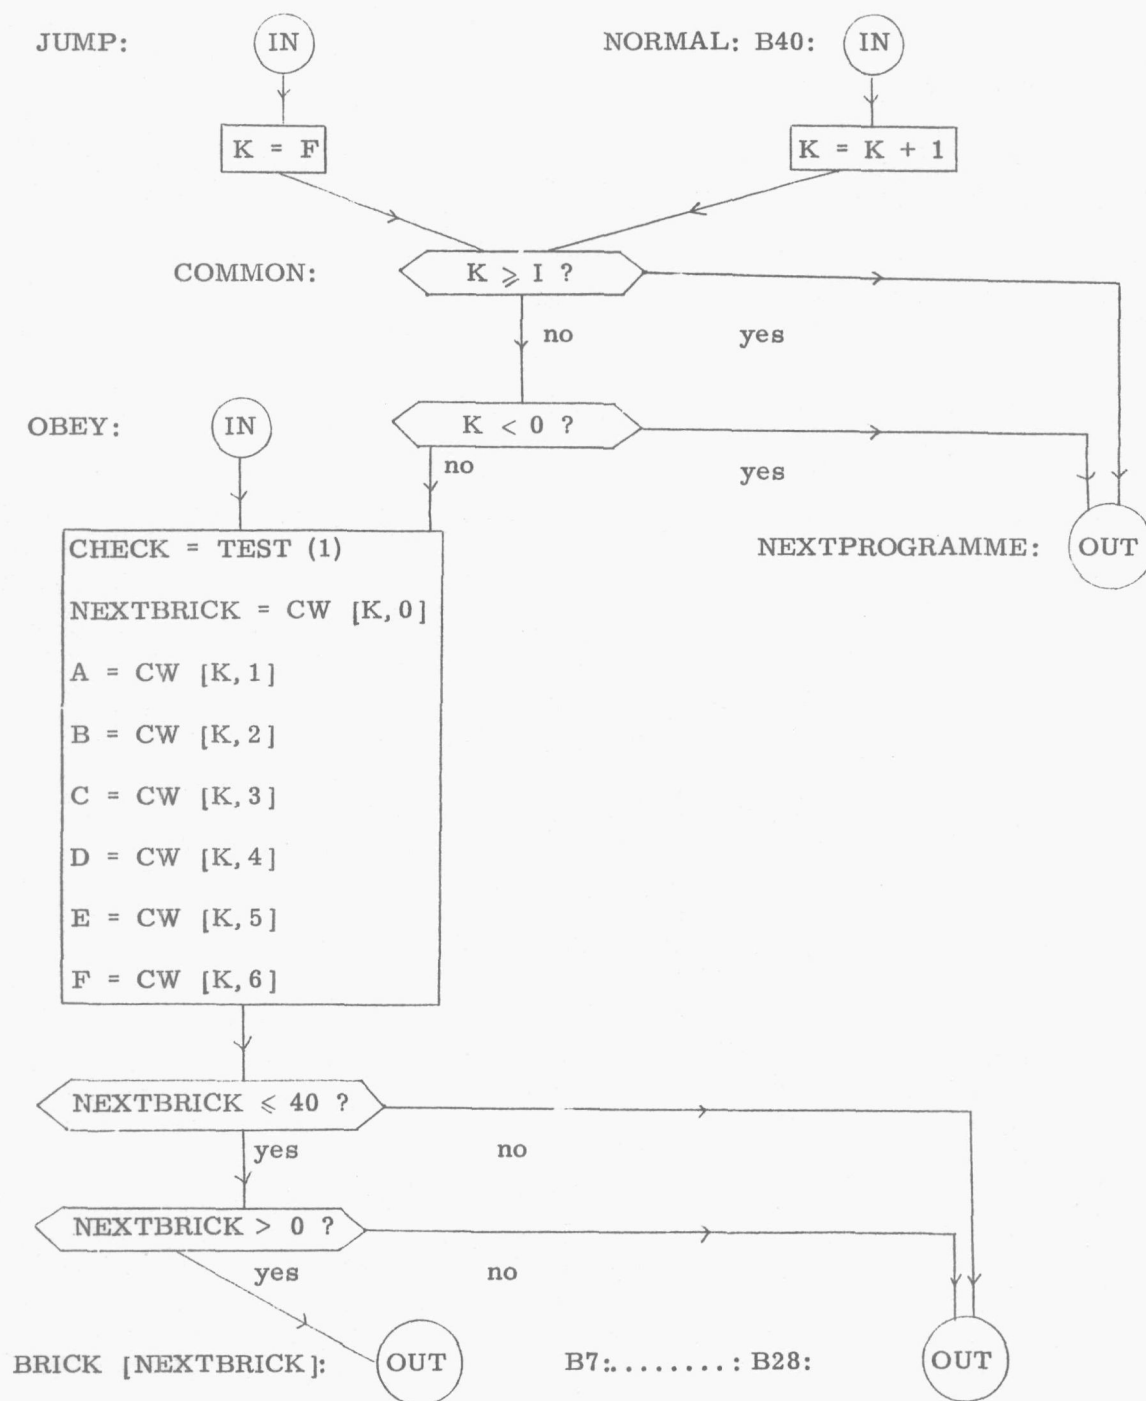 JUMP: IN NORMAL: B40: IN
K = F K = K + 1
COMMON: K ⩾ I ?
no yes
OBEY: IN K < 0 ?
no yes
CHECK = TEST (1)
NEXTPROGRAMME: OUT
NEXTBRICK = CW [K, 0]
A = CW [K, 1]
B = CW [K, 2]
C = CW [K, 3]
D = CW [K, 4]
E = CW [K, 5]
F = CW [K, 6]
NEXTBRICK ⩽ 40 ?
yes no
NEXTBRICK > 0 ?
yes no
BRICK [NEXTBRICK]: OUT B7:........: B28: OUT